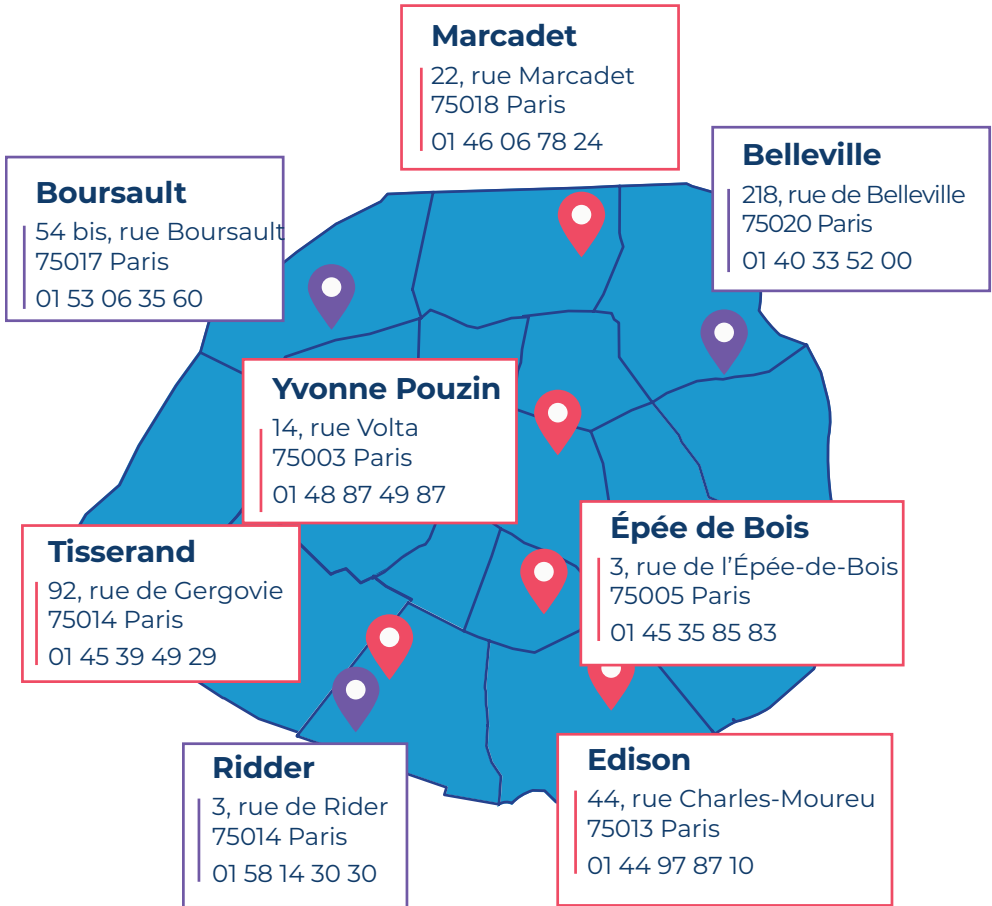 Marcadet
22, rue Marcadet
75018 Paris
01 46 06 78 24
Belleville
218, rue de Belleville
75020 Paris
01 40 33 52 00
Boursault
54 bis, rue Boursault
75017 Paris
01 53 06 35 60
Yvonne Pouzin
14, rue Volta
75003 Paris
01 48 87 49 87
Épée de Bois
3, rue de l'Épée-de-Bois
75005 Paris
01 45 35 85 83
Tisserand
92, rue de Gergovie
75014 Paris
01 45 39 49 29
Ridder
3, rue de Rider
75014 Paris
01 58 14 30 30
Edison
44, rue Charles-Moureu
75013 Paris
01 44 97 87 10